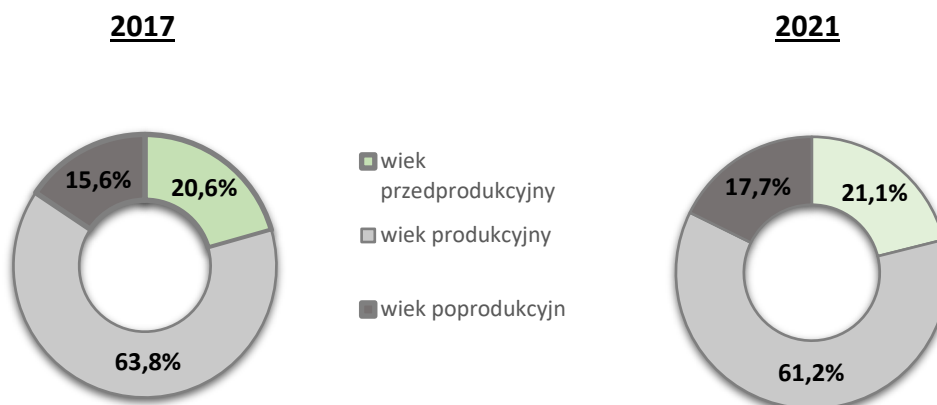 2017
2021
15,6%
20,6%
63,8%
wiek
przedprodukcyjny
wiek produkcyjny
wiek poprodukcyjn
17,7%
21,1%
61,2%